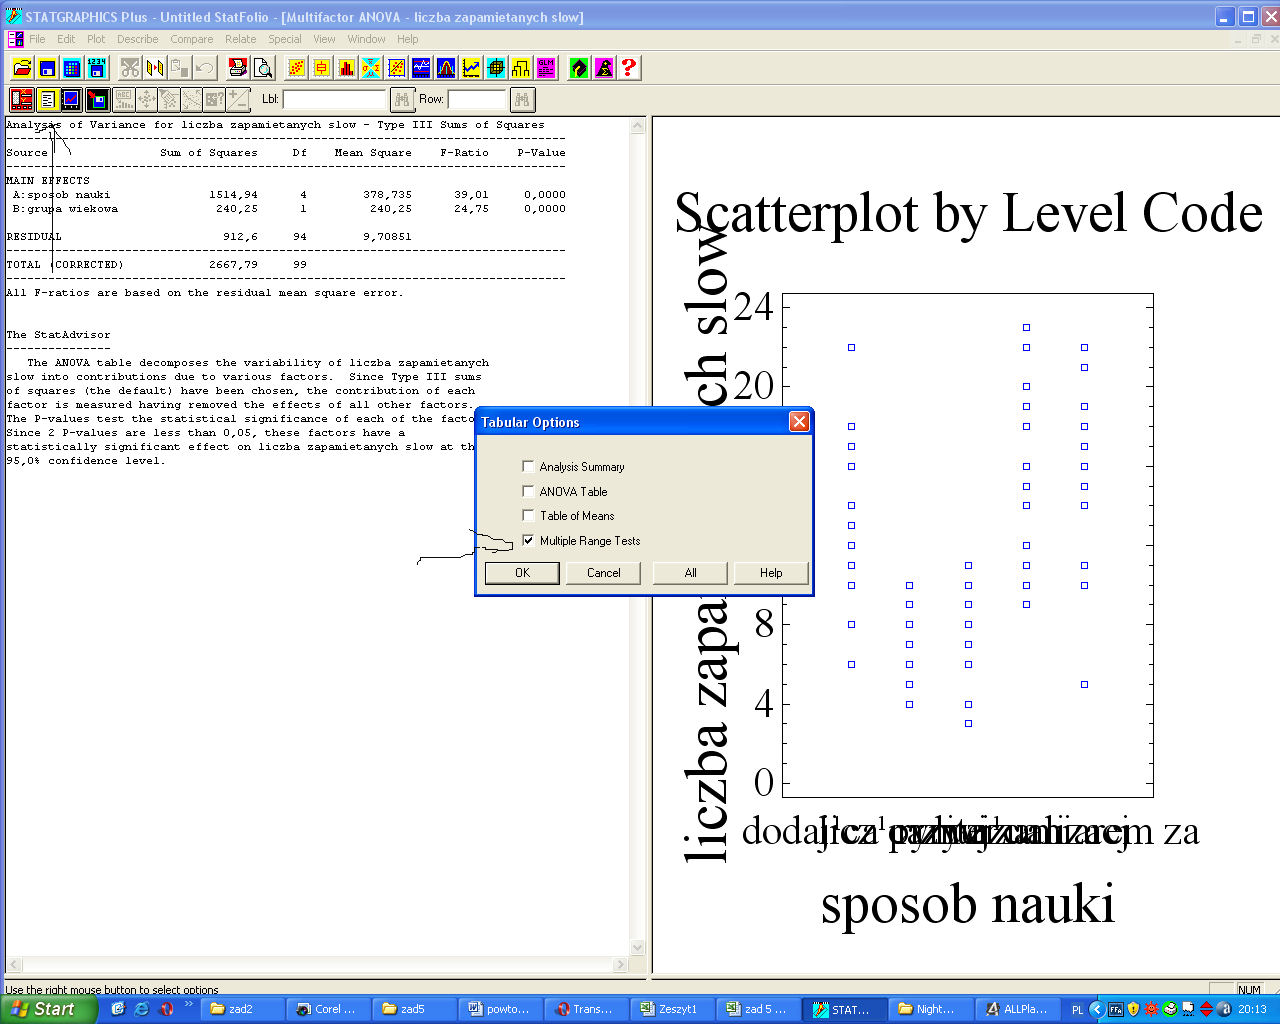 STATGRAPHICS Plus - Untitled StatFolio - [Multifactor ANOVA - liczba zapamietanych slow]
File Edit Plot Describe Compare Relate Special View Window Help
Lbl: Row:
Analysis of Variance for liczba zapamietanych slow - Type III Sums of Squares
Source Sum of Squares Df Mean Square F-Ratio P-Value
MAIN EFFECTS
A:sposob nauki 1514,94 4 378,735 39,01 0,0000
B:grupa wiekowa 240,25 1 240,25 24,75 0,0000
RESIDUAL 912,6 94 9,70851
TOTAL (CORRECTED) 2667,79 99
All F-ratios are based on the residual mean square error.
The StatAdvisor
The ANOVA table decomposes the variability of liczba zapamietanych
slow into contributions due to various factors. Since Type III sums
of squares (the default) have been chosen, the contribution of each
factor is measured having removed the effects of all other factors.
The P-values test the statistical significance of each of the facto
Since 2 P-values are less than 0,05, these factors have a
statistically significant effect on liczba zapamietanych slow at th
95,0% confidence level.
Tabular Options
Analysis Summary
ANOVA Table
Table of Means
Multiple Range Tests
OK Cancel All Help
Scatterplot by Level Code
liczba zapa ch slow
24
20
8
4
0
sposob nauki
Use the right mouse button to select options
NUM
Start zad2 Corel ... zad5 powto... Trans... Zeszyt1 zad 5 ... STAT... Night... ALLPla... PL 20:13